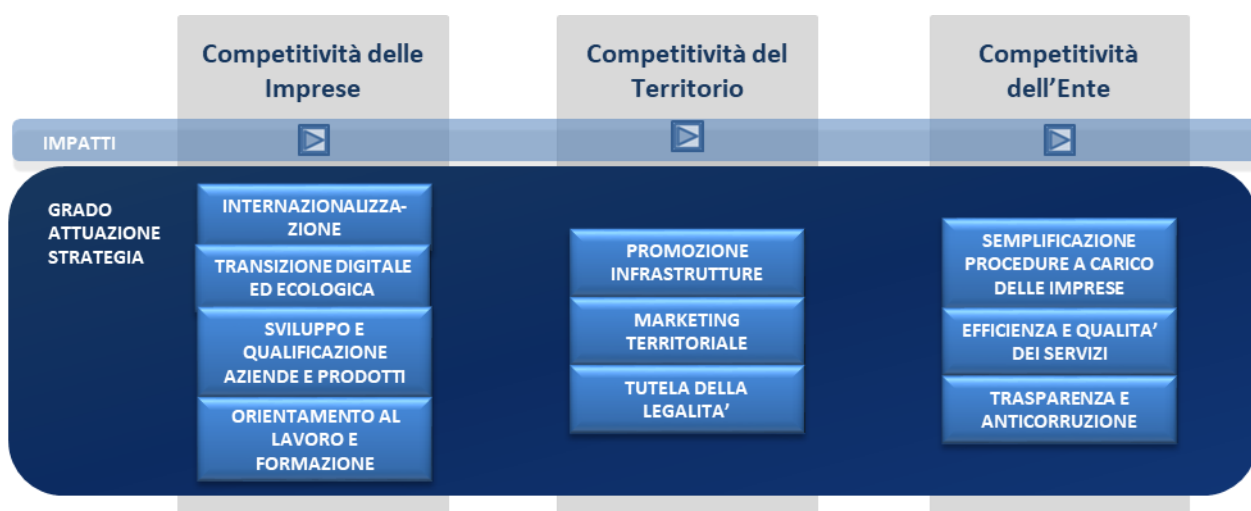 Competitività delle
Imprese
Competitività del
Territorio
Competitività
dell’Ente
IMPATTI
GRADO
ATTUAZIONE
STRATEGIA
INTERNAZIONALIZZA-
ZIONE
TRANSIZIONE DIGITALE
ED ECOLOGICA
SVILUPPO E
QUALIFICAZIONE
AZIENDE E PRODOTTI
ORIENTAMENTO AL
LAVORO E
FORMAZIONE
PROMOZIONE
INFRASTRUTTURE
MARKETING
TERRITORIALE
TUTELA DELLA
LEGALITA’
SEMPLIFICAZIONE
PROCEDURE A CARICO
DELLE IMPRESE
EFFICIENZA E QUALITA’
DEI SERVIZI
TRASPARENZA E
ANTICORRUZIONE